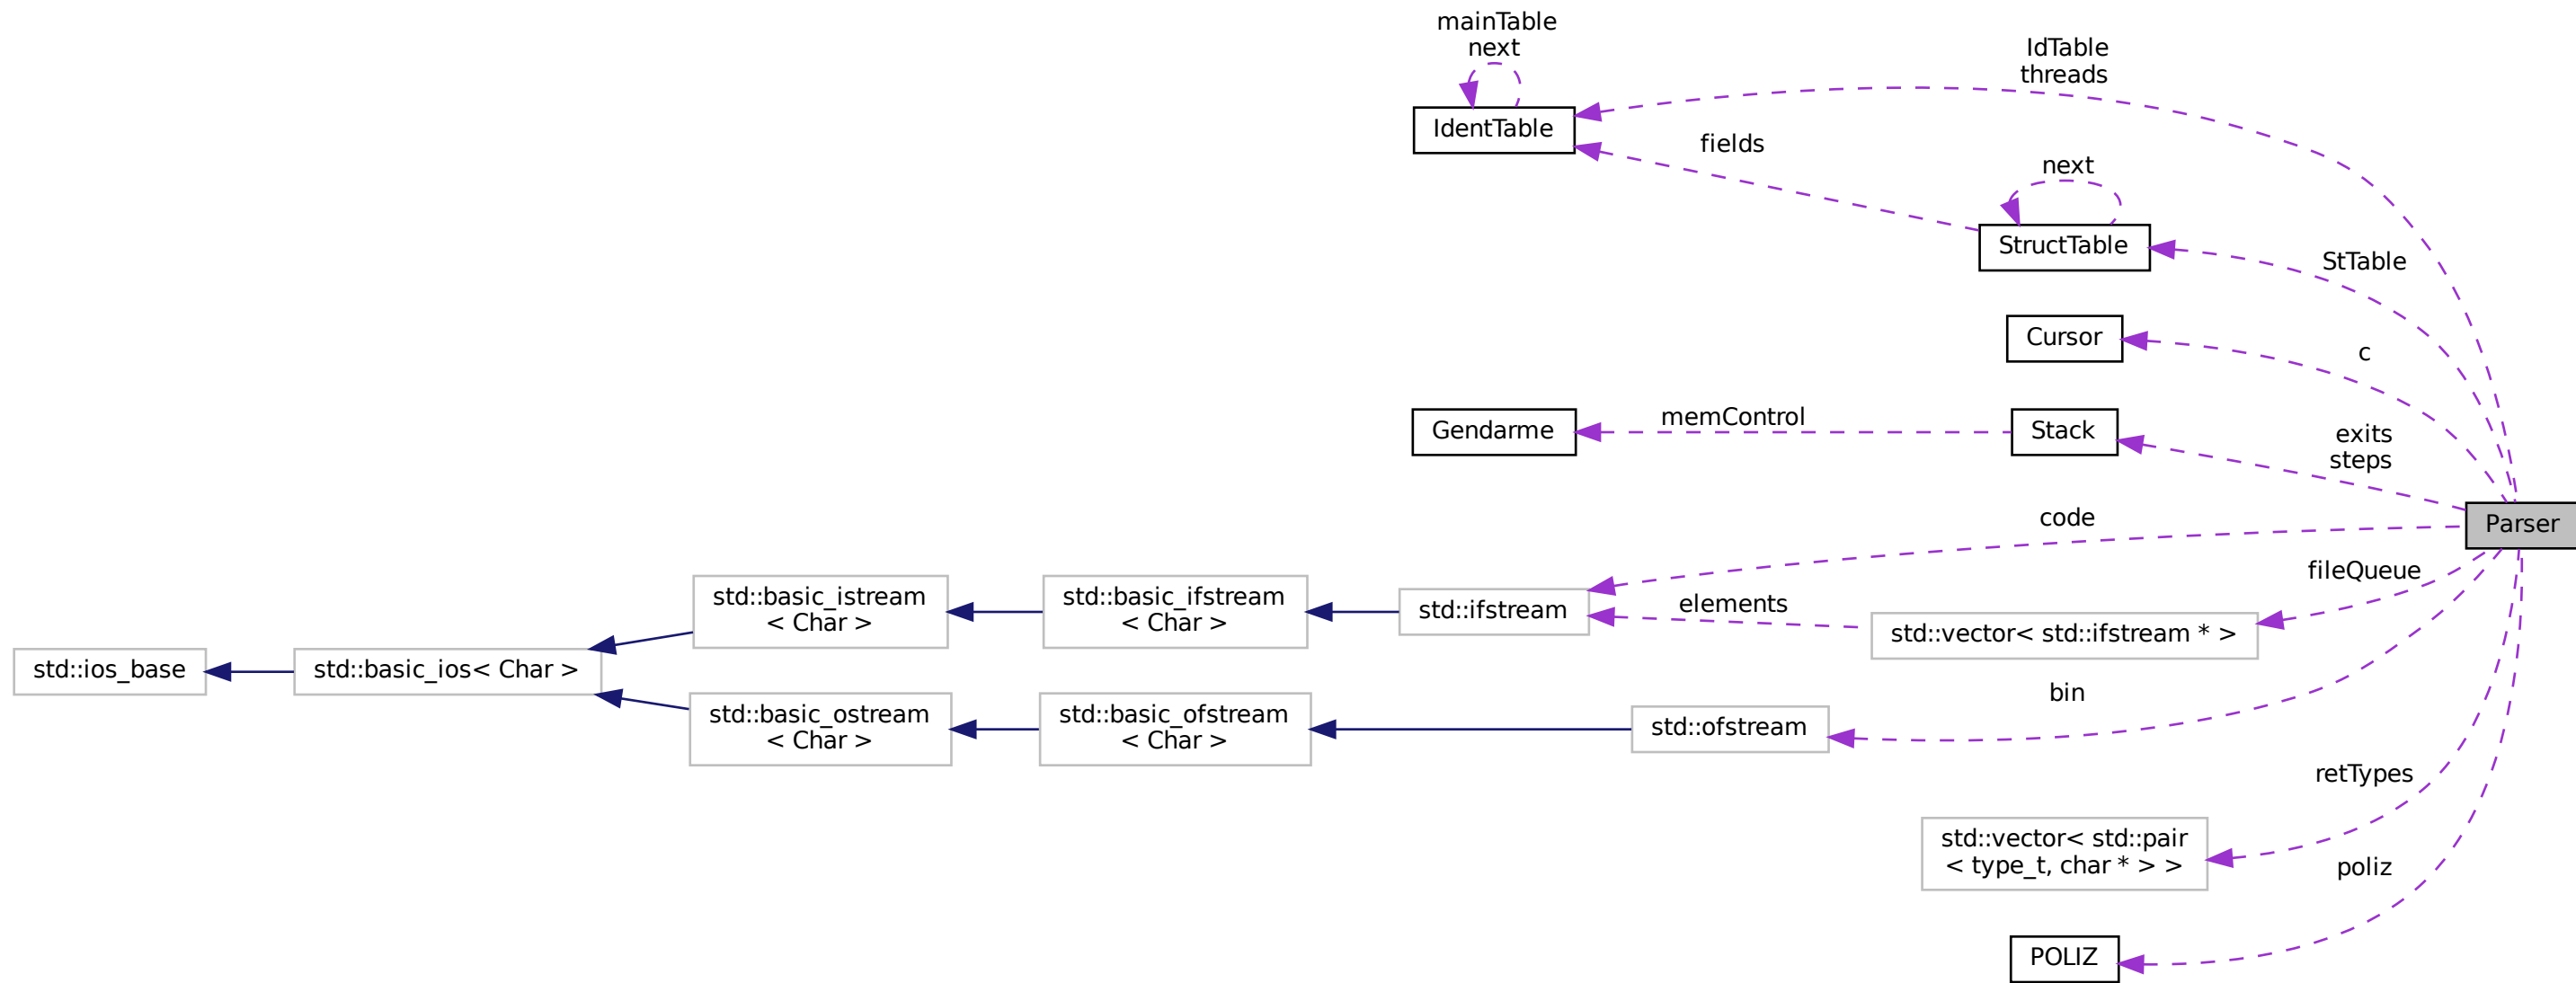 mainTable
next
IdTable
threads
IdentTable
fields
next
StructTable
StTable
Cursor
c
Gendarme
memControl
Stack
exits
steps
code
Parser
fileQueue
std::basic_istream
< Char >
std::basic_ifstream
< Char >
std::ifstream
elements
std::vector< std::ifstream * >
std::ios_base
std::basic_ios< Char >
bin
std::basic_ostream
< Char >
std::basic_ofstream
< Char >
std::ofstream
retTypes
std::vector< std::pair
< type_t, char * > >
poliz
POLIZ